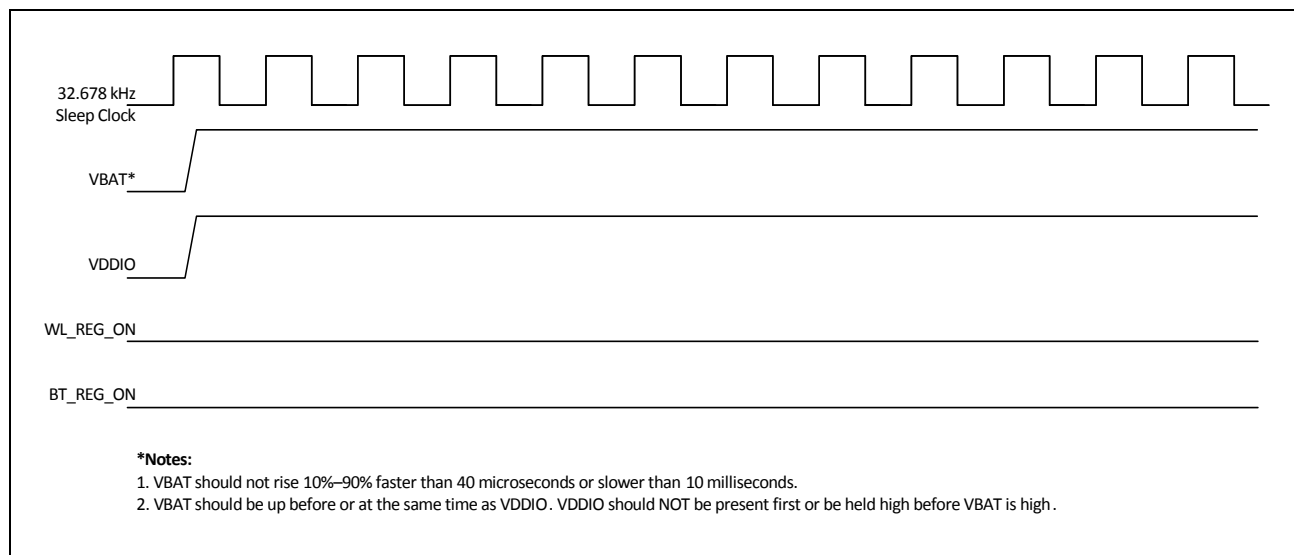 32.678 kHz
Sleep Clock
VBAT*
VDDIO
WL_REG_ON
BT_REG_ON
*Notes:
1. VBAT should not rise 10%–90% faster than 40 microseconds or slower than 10 milliseconds.
2. VBAT should be up before or at the same time as VDDIO. VDDIO should NOT be present first or be held high before VBAT is high.